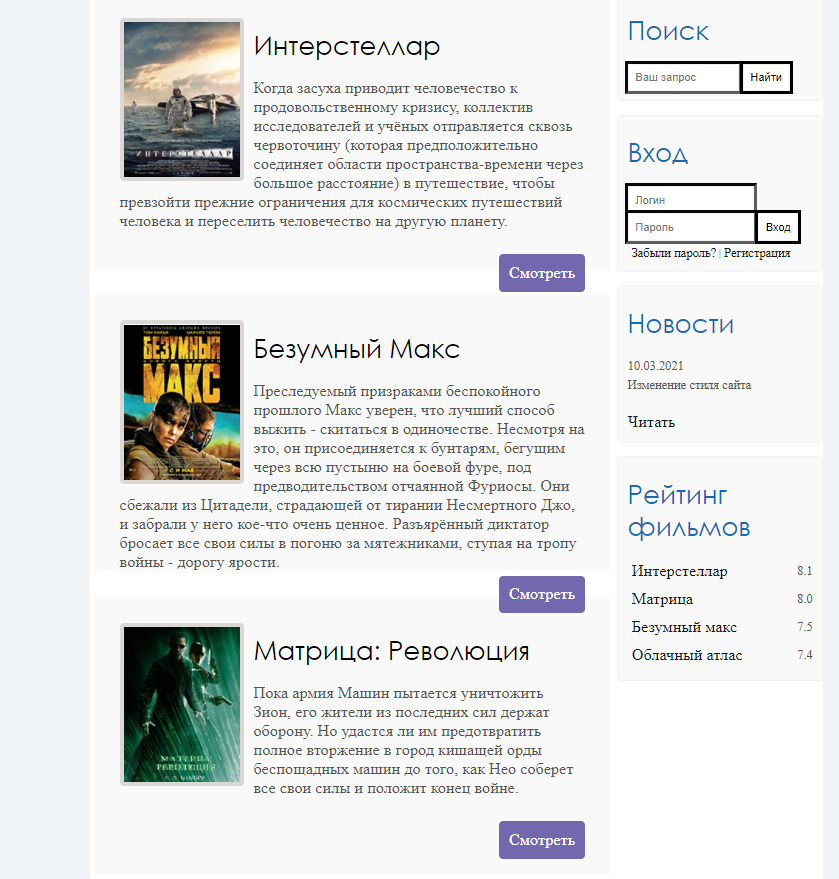 ИНТЕРСТЕЛЛАР
Интерстеллар
Когда засуха приводит человечество к
продовольственному кризису, коллектив
исследователей и учёных отправляется сквозь
червоточину (которая предположительно
соединяет области пространства-времени через
большое расстояние) в путешествие, чтобы
превзойти прежние ограничения для космических путешествий
человека и переселить человечество на другую планету.
Смотреть
ТОМ ХАРДИ ШАРЛИЗ ТЕРОН
БЕЗУМНЫЙ
ДОРОГА ЯРОСТИ
МАКС
С 14 МАЯ
Безумный Макс
Преследуемый призраками беспокойного
прошлого Макс уверен, что лучший способ
выжить - скитаться в одиночестве. Несмотря на
это, он присоединяется к бунтарям, бегущим
через всю пустыню на боевой фуре, под
предводительством отчаянной Фуриосы. Они
сбежали из Цитадели, страдающей от тирании Несмертного Джо,
и забрали у него кое-что очень ценное. Разъярённый диктатор
бросает все свои силы в погоню за мятежниками, ступая на тропу
войны - дорогу ярости.
Смотреть
МАТРИЦА
РЕВОЛЮЦИЯ
Матрица: Революция
Пока армия Машин пытается уничтожить
Зион, его жители из последних сил держат
оборону. Но удастся ли им предотвратить
полное вторжение в город кишащей орды
беспощадных машин до того, как Нео соберет
все свои силы и положит конец войне.
Смотреть
Поиск
Ваш запрос Найти
Вход
Логин
Пароль Вход
Забыли пароль? | Регистрация
Новости
10.03.2021
Изменение стиля сайта
Читать
Рейтинг
фильмов
Интерстеллар 8.1
Матрица 8.0
Безумный макс 7.5
Облачный атлас 7.4